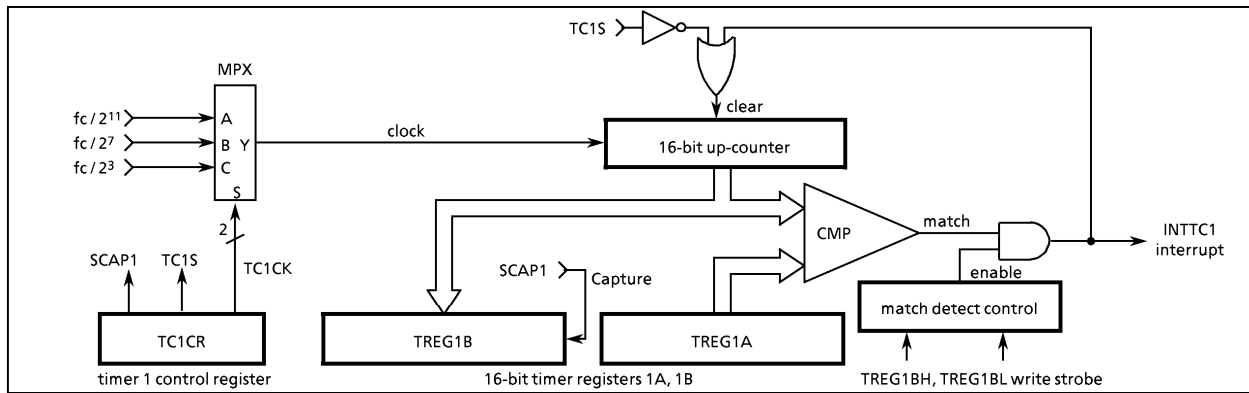 TC1S
MPX
clear
fc / 2¹¹
A
fc / 2⁷
B Y
clock
16-bit up-counter
fc / 2³
C
S
2
CMP
match
INTTC1
interrupt
SCAP1
TC1S
TC1CK
SCAP1
Capture
enable
match detect control
TC1CR
TREG1B
TREG1A
timer 1 control register
16-bit timer registers 1A, 1B
TREG1BH, TREG1BL write strobe